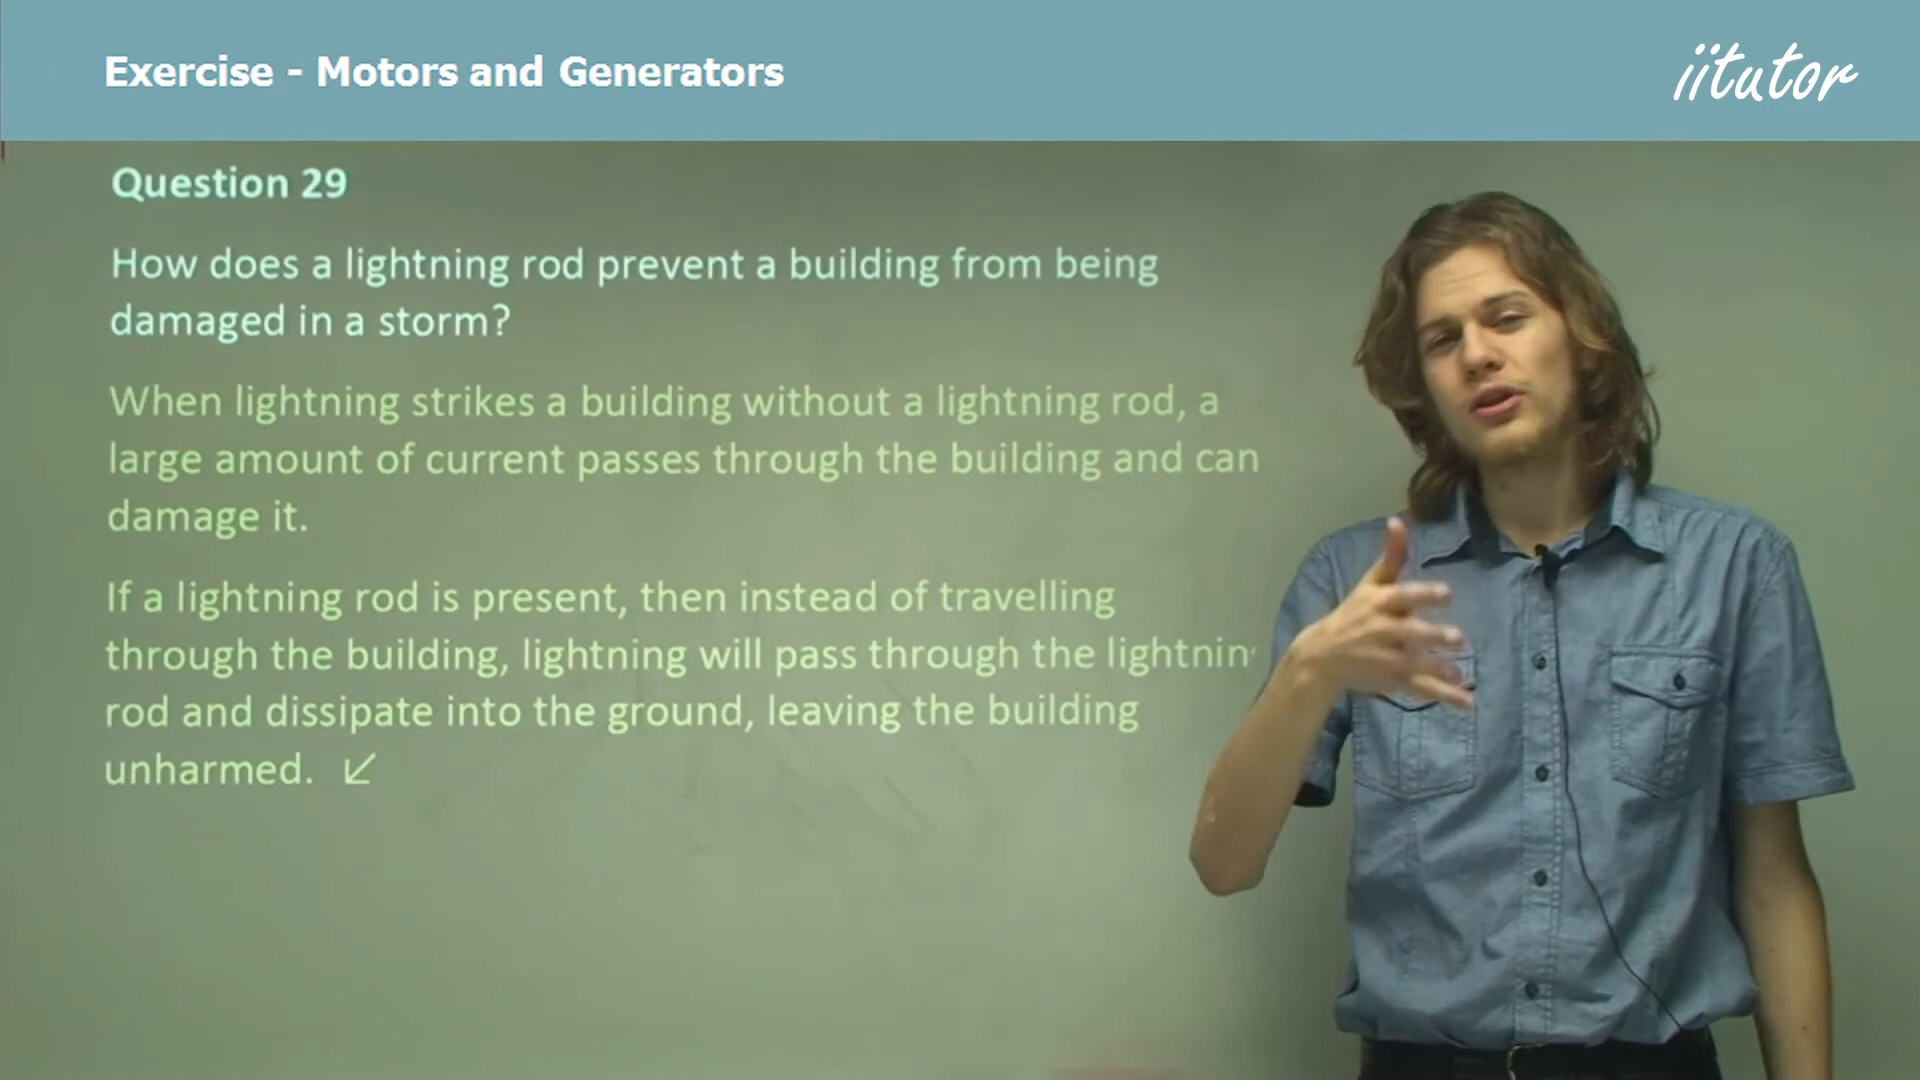 Exercise - Motors and Generators
iitutor
Question 29
How does a lightning rod prevent a building from being
damaged in a storm?
When lightning strikes a building without a lightning rod, a
large amount of current passes through the building and can
damage it.
If a lightning rod is present, then instead of travelling
through the building, lightning will pass through the lightnin
rod and dissipate into the ground, leaving the building
unharmed. ↙